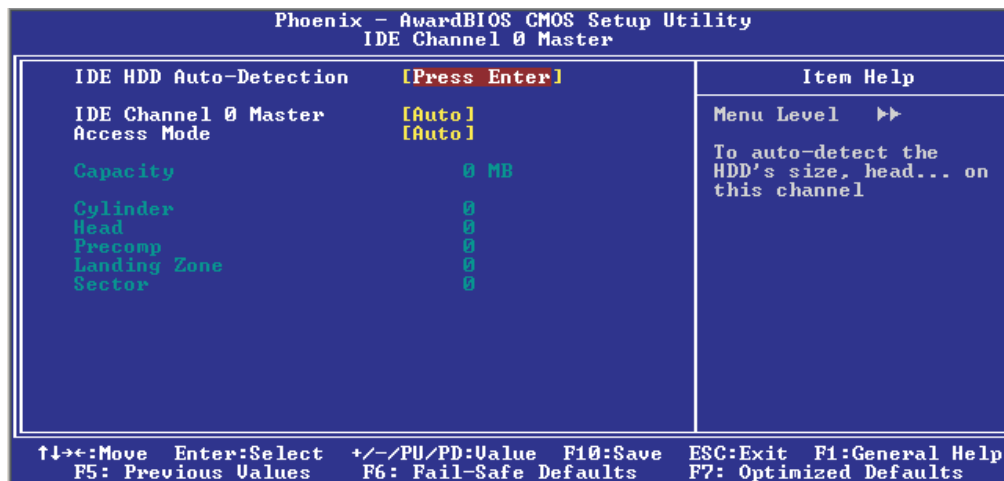 Phoenix - AwardBIOS CMOS Setup Utility
IDE Channel 0 Master
IDE HDD Auto-Detection [Press Enter]
IDE Channel 0 Master [Auto]
Access Mode [Auto]
Capacity 0 MB
Cylinder 0
Head 0
Precomp 0
Landing Zone 0
Sector 0
Item Help
Menu Level ▶▶
To auto-detect the
HDD's size, head... on
this channel
↑↓→←:Move Enter:Select +/-/PU/PD:Value F10:Save ESC:Exit F1:General Help
F5: Previous Values F6: Fail-Safe Defaults F7: Optimized Defaults